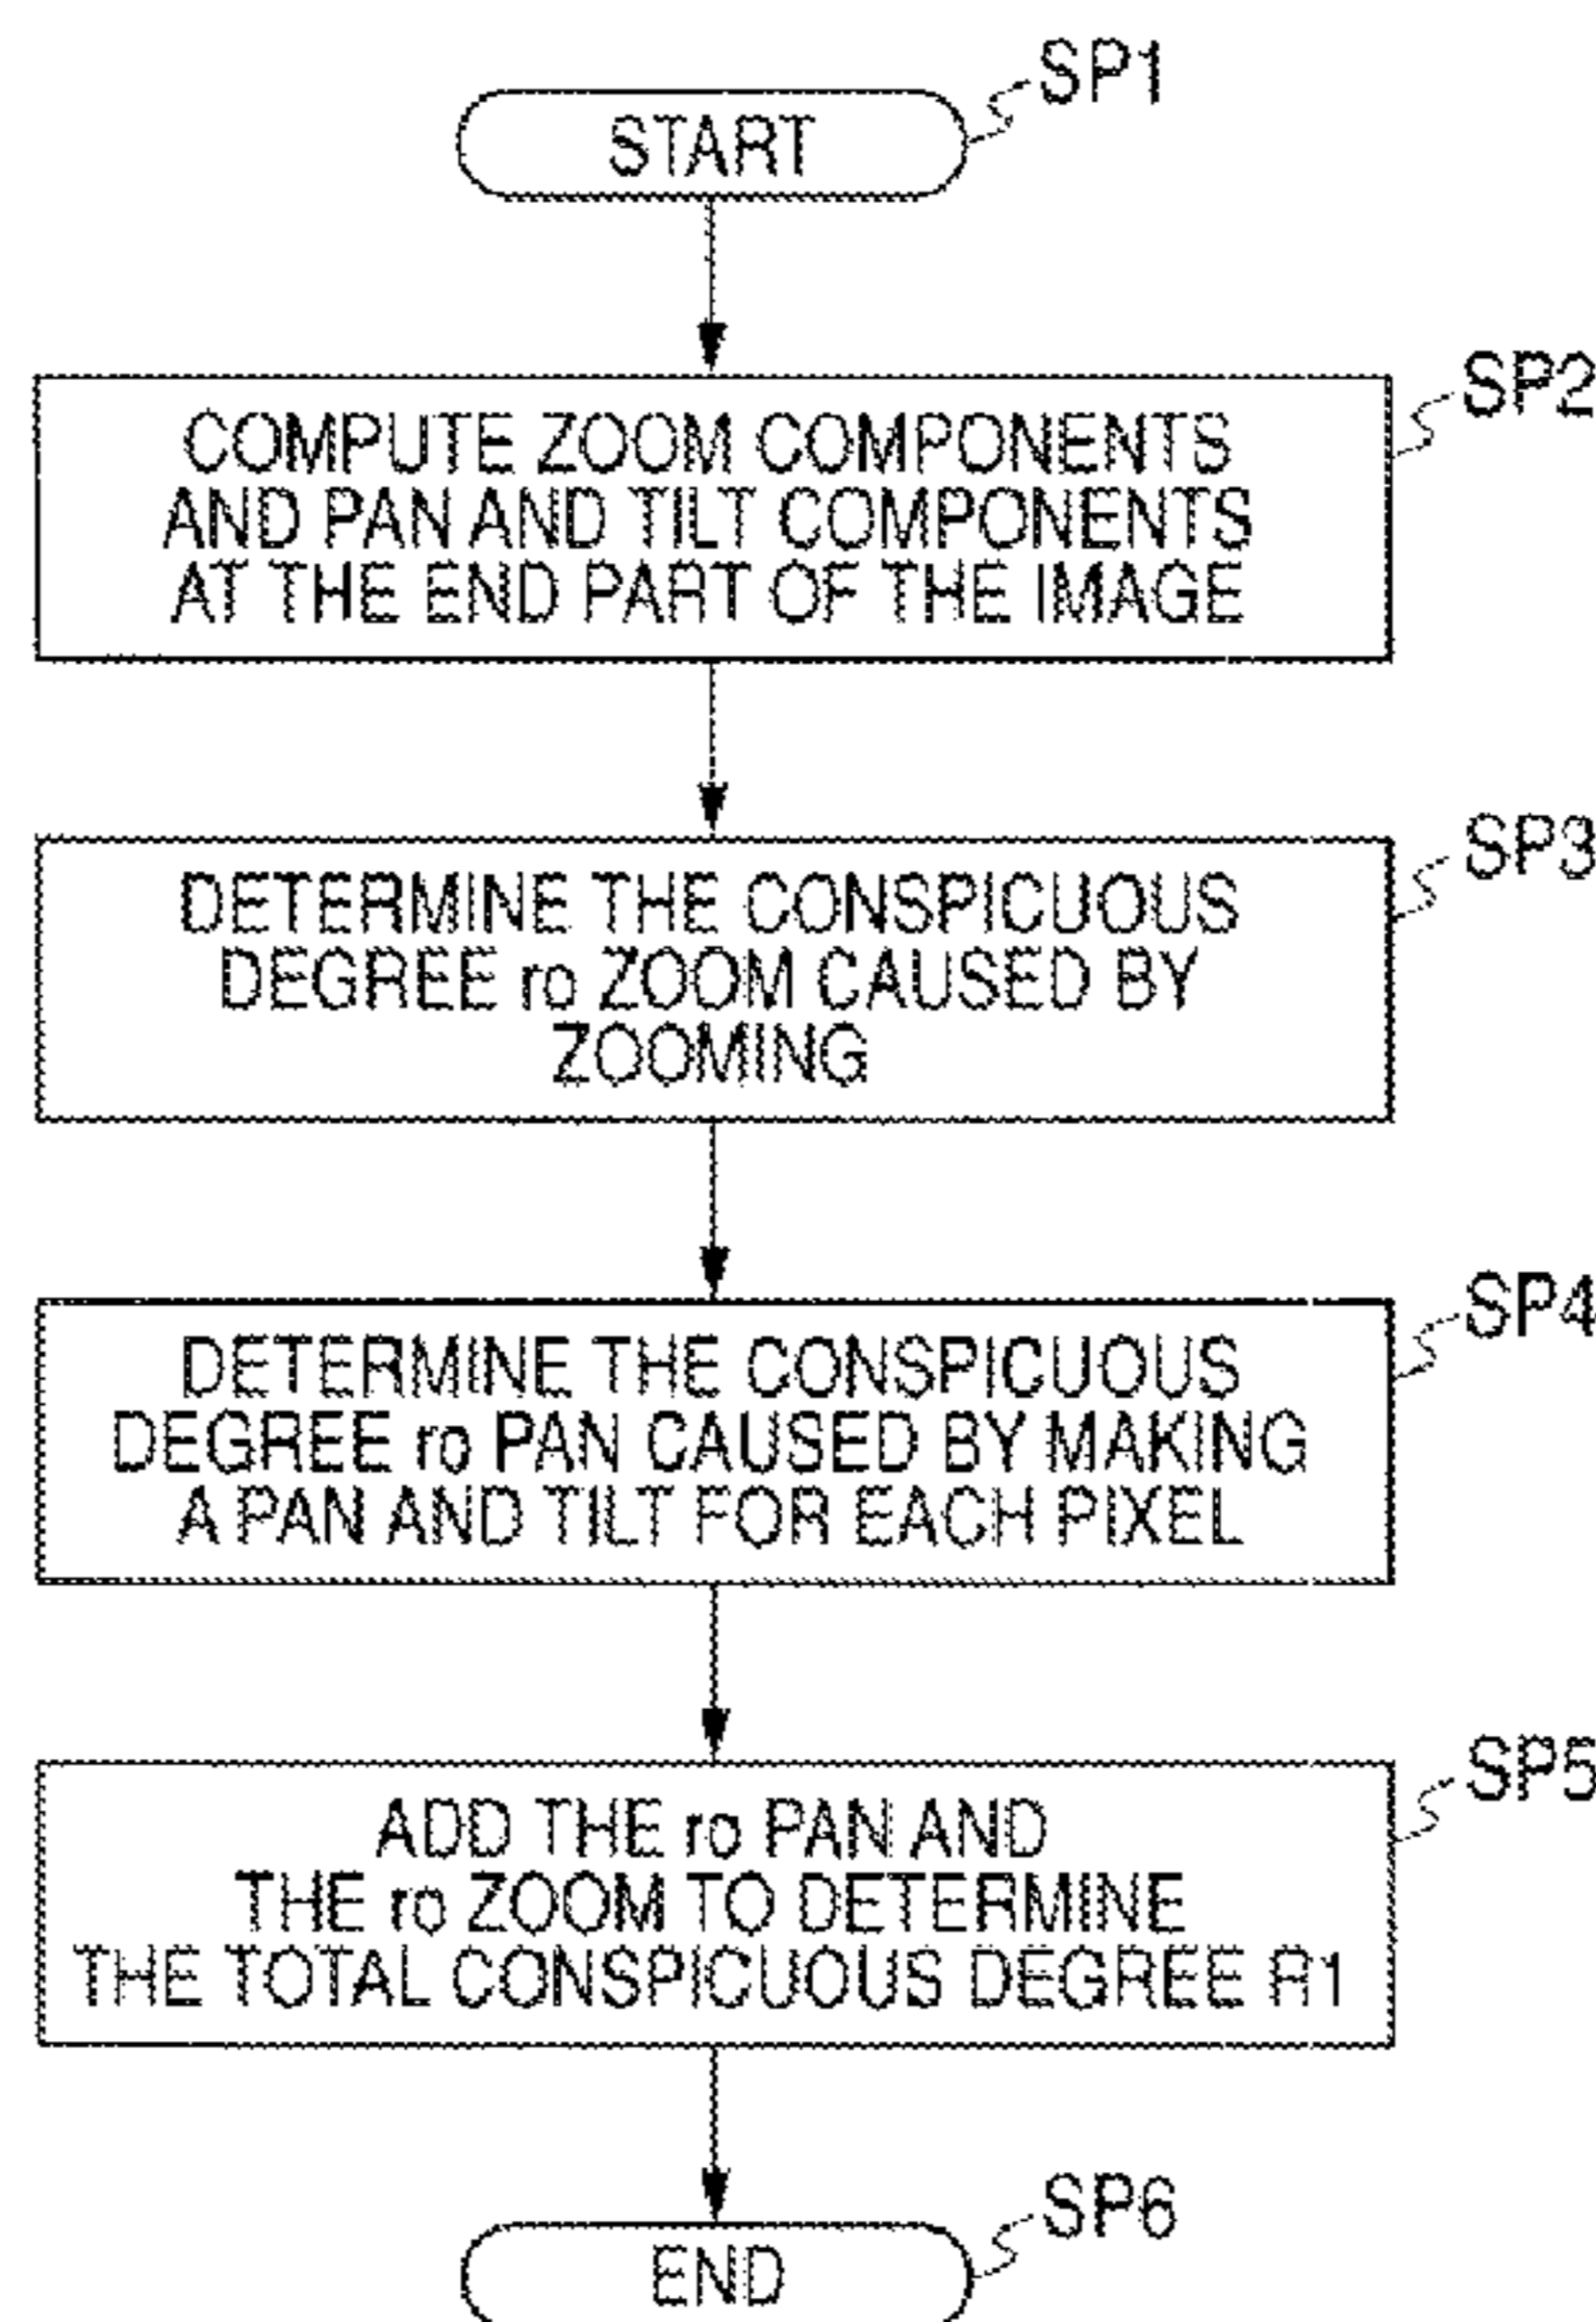 SP1
START
SP2
COMPUTE ZOOM COMPONENTS
AND PAN AND TILT COMPONENTS
AT THE END PART OF THE IMAGE
SP3
DETERMINE THE CONSPICUOUS
DEGREE ro ZOOM CAUSED BY
ZOOMING
SP4
DETERMINE THE CONSPICUOUS
DEGREE ro PAN CAUSED BY MAKING
A PAN AND TILT FOR EACH PIXEL
SP5
ADD THE ro PAN AND
THE ro ZOOM TO DETERMINE
THE TOTAL CONSPICUOUS DEGREE R1
SP6
END